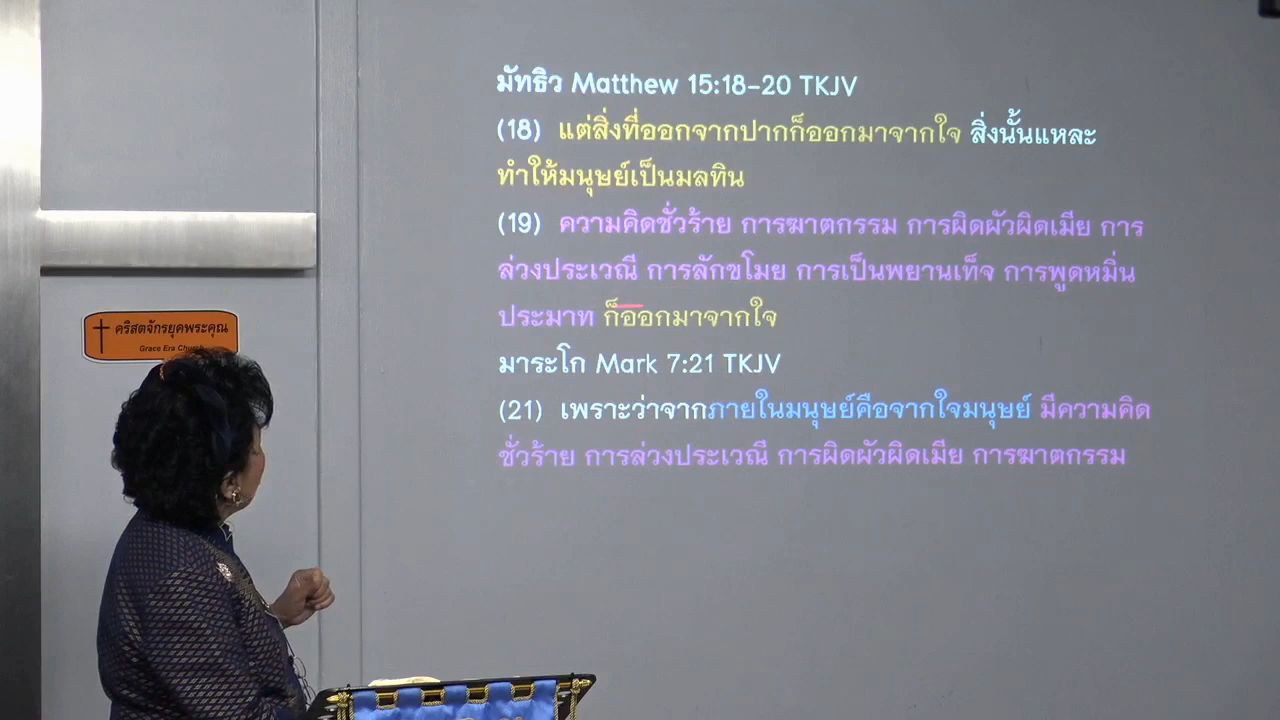 มัทธิว Matthew 15:18-20 TKJV
(18) แต่สิ่งที่ออกจากปากก็ออกมาจากใจ สิ่งนั้นแหละ
ทำให้มนุษย์เป็นมลทิน
(19) ความคิดชั่วร้าย การฆาตกรรม การผิดผัวผิดเมีย การ
ล่วงประเวณี การลักขโมย การเป็นพยานเท็จ การพูดหมิ่น
ประมาท ก็ออกมาจากใจ
มาระโก Mark 7:21 TKJV
(21) เพราะว่าจากภายในมนุษย์คือจากใจมนุษย์ มีความคิด
ชั่วร้าย การล่วงประเวณี การผิดผัวผิดเมีย การฆาตกรรม
คริสตจักรยุคพระคุณ
Grace Era Church